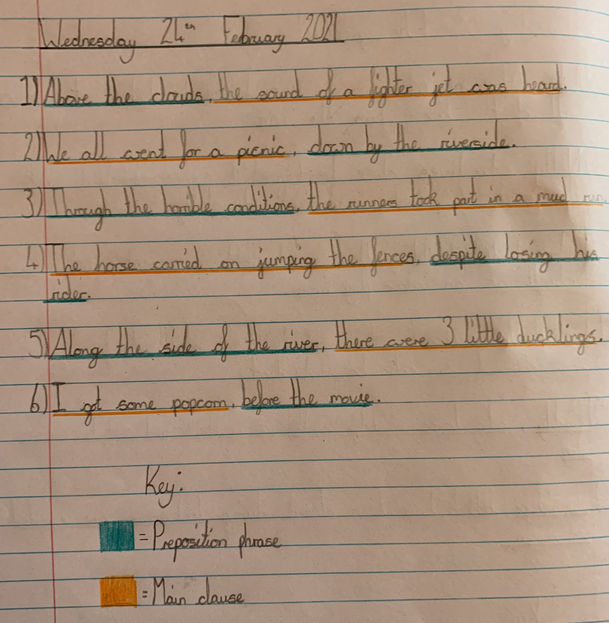 Wednesday 24th February 2021
1) Above the clouds, the sound of a fighter jet was heard.
2) We all went for a picnic, down by the riverside.
3) Through the horrible conditions, the runners took part in a mud run
4) The horse carried on jumping the fences, despite losing his
rider.
5) Along the side of the river, there were 3 little ducklings.
6) I got some popcorn, before the movie.
Key:
= Preposition phrase
= Main clause